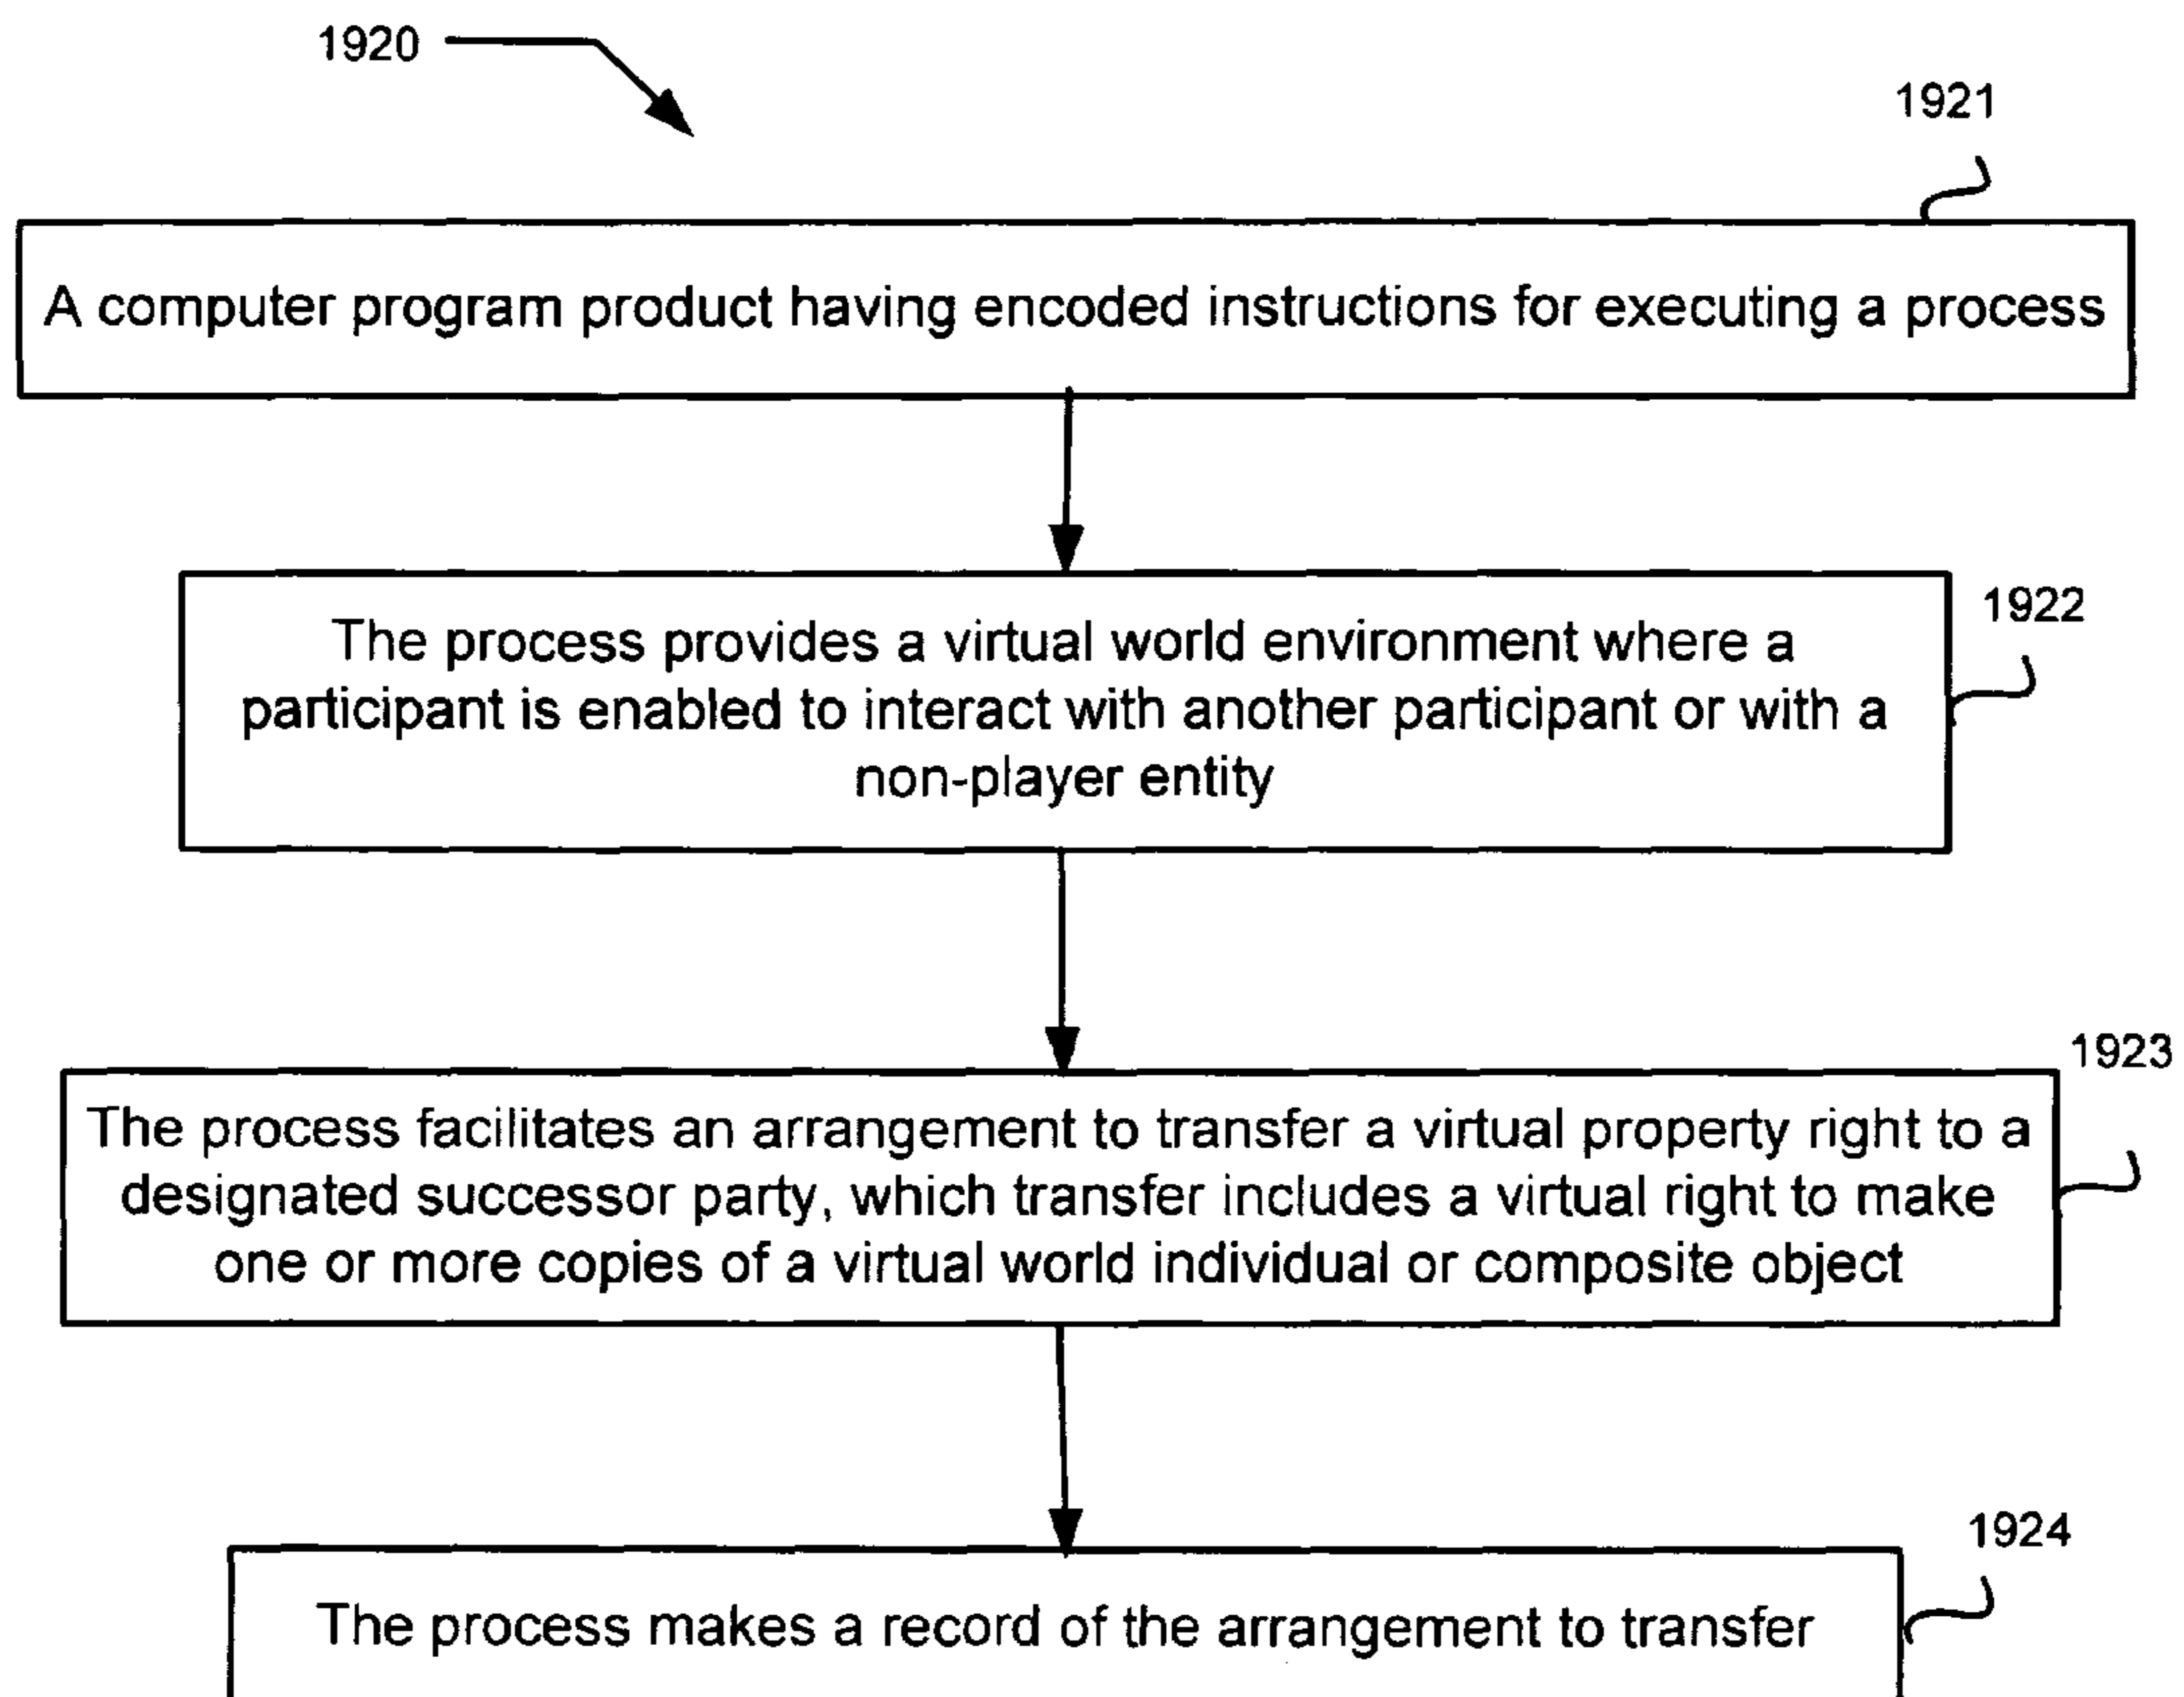 1920
1921
A computer program product having encoded instructions for executing a process
1922
The process provides a virtual world environment where a
participant is enabled to interact with another participant or with a
non-player entity
1923
The process facilitates an arrangement to transfer a virtual property right to a
designated successor party, which transfer includes a virtual right to make
one or more copies of a virtual world individual or composite object
1924
The process makes a record of the arrangement to transfer